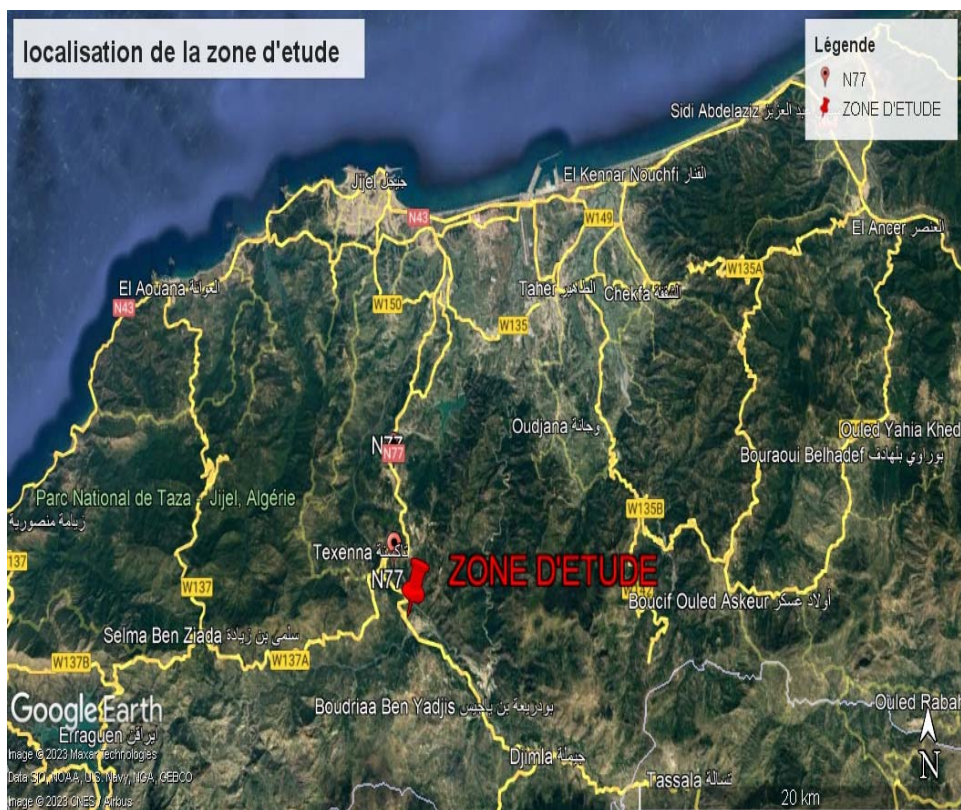 localisation de la zone d'etude
Légende
N77
ZONE D'ETUDE
Sidi Abdelaziz
El Kennar Nouchfi القنار
Jijel جيجل
N43
W149
El Ancer العنصر
W135A
El Aouana العوانة
N43
W150
Taher الطاهير
Chekfa الشقفة
W135
Oudjana وجانة
N77
N77
Ouled Yahia Khed
Bouraoui Belhadef بوراوي بلهادف
Parc National de Taza - Jijel, Algérie
زيامة منصورية
W135B
137
Texenna تاكسنة
N77
ZONE D'ETUDE
W137
Boucif Ouled Askeur أولاد عسكر
Selma Ben Ziada سلمى بن زيادة
W137B
W137A
Boudriaa Ben Yadjis بودريعة بن ياجيس
Ouled Rabah
Google Earth
Erraguen ايراقن
Djimla جيملة
N
Image © 2023 Maxar Technologies
Data SIO, NOAA, U.S. Navy, NGA, GEBCO
Image © 2023 CNES / Airbus
Tassala تسالة
20 km